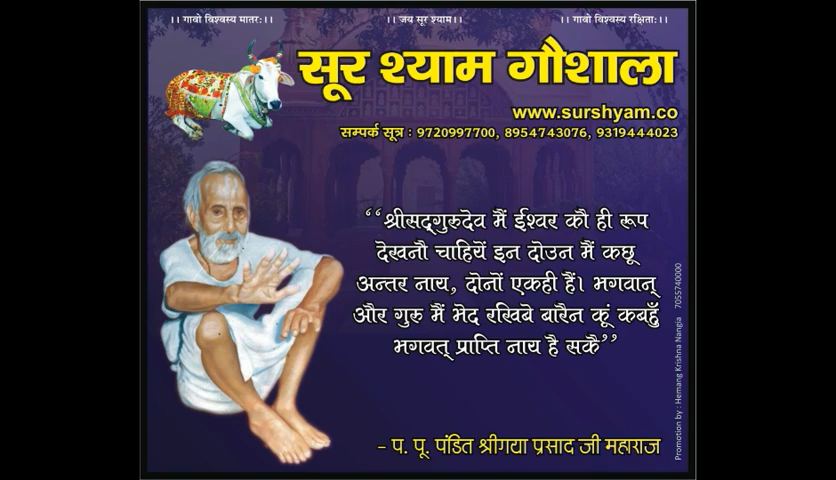 ।। गावो विश्वस्य मातरः।।
।। जय सूर श्याम।।
।। गावो विश्वस्य रक्षिताः।।
सूर श्याम गौशाला
www.surshyam.co
सम्पर्क सूत्र : 9720997700, 8954743076, 9319444023
“श्रीसद्गुरुदेव मैं ईश्वर कौ ही रूप
देखनौ चाहियें इन दोउन मैं कछू
अन्तर नाय, दोनों एकही हैं। भगवान्
और गुरु मैं भेद रखिबे बारैन कूं कबहुँ
भगवत् प्राप्ति नाय है सकै”
– प. पू. पंडित श्रीगया प्रसाद जी महाराज
Promotion by : Hemang Krishna Nangia 7055740000